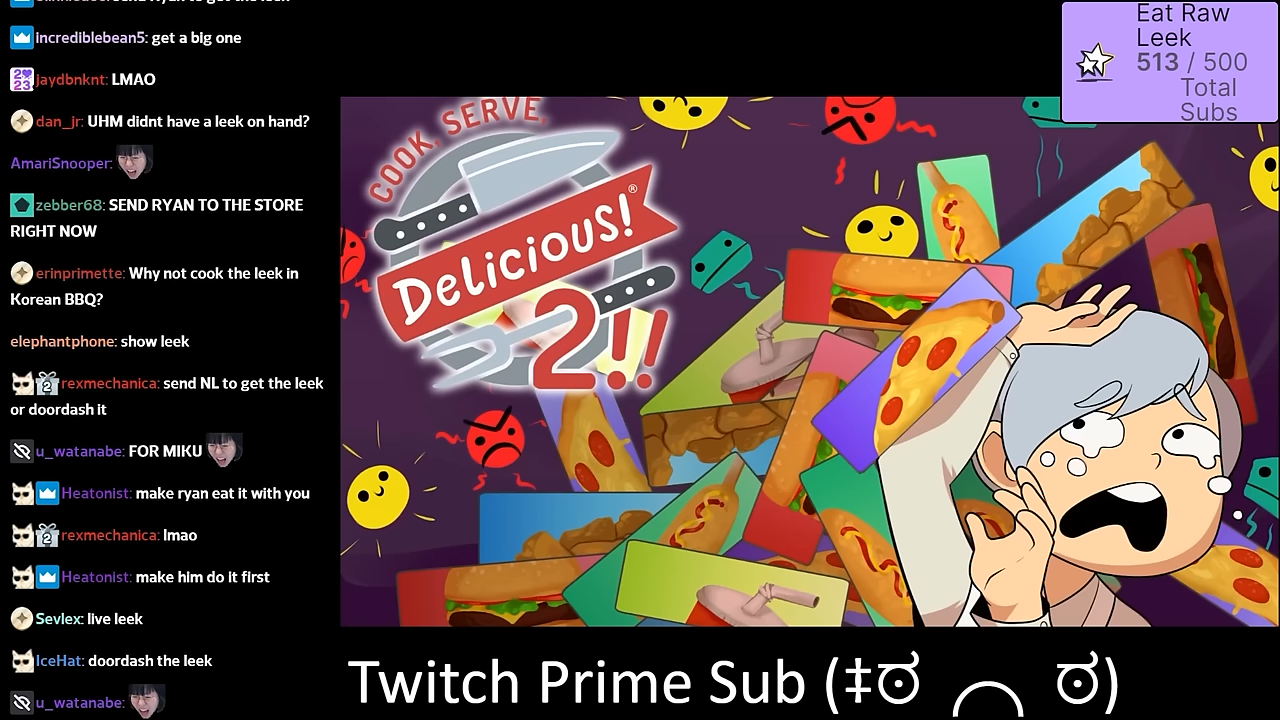 incrediblebean5: get a big one
jaydbnknt: LMAO
dan_jr: UHM didnt have a leek on hand?
AmariSnooper:
zebber68: SEND RYAN TO THE STORE
RIGHT NOW
erinprimette: Why not cook the leek in
Korean BBQ?
elephantphone: show leek
2 rexmechanica: send NL to get the leek
or doordash it
u_watanabe: FOR MIKU
Heatonist: make ryan eat it with you
2 rexmechanica: lmao
Heatonist: make him do it first
Sevlex: live leek
IceHat: doordash the leek
u_watanabe:
Eat Raw
Leek
513 / 500
Total
Subs
COOK, SERVE,
DELICIOUS!®
2!!
Twitch Prime Sub (‡ಠ ⁔ ಠ)